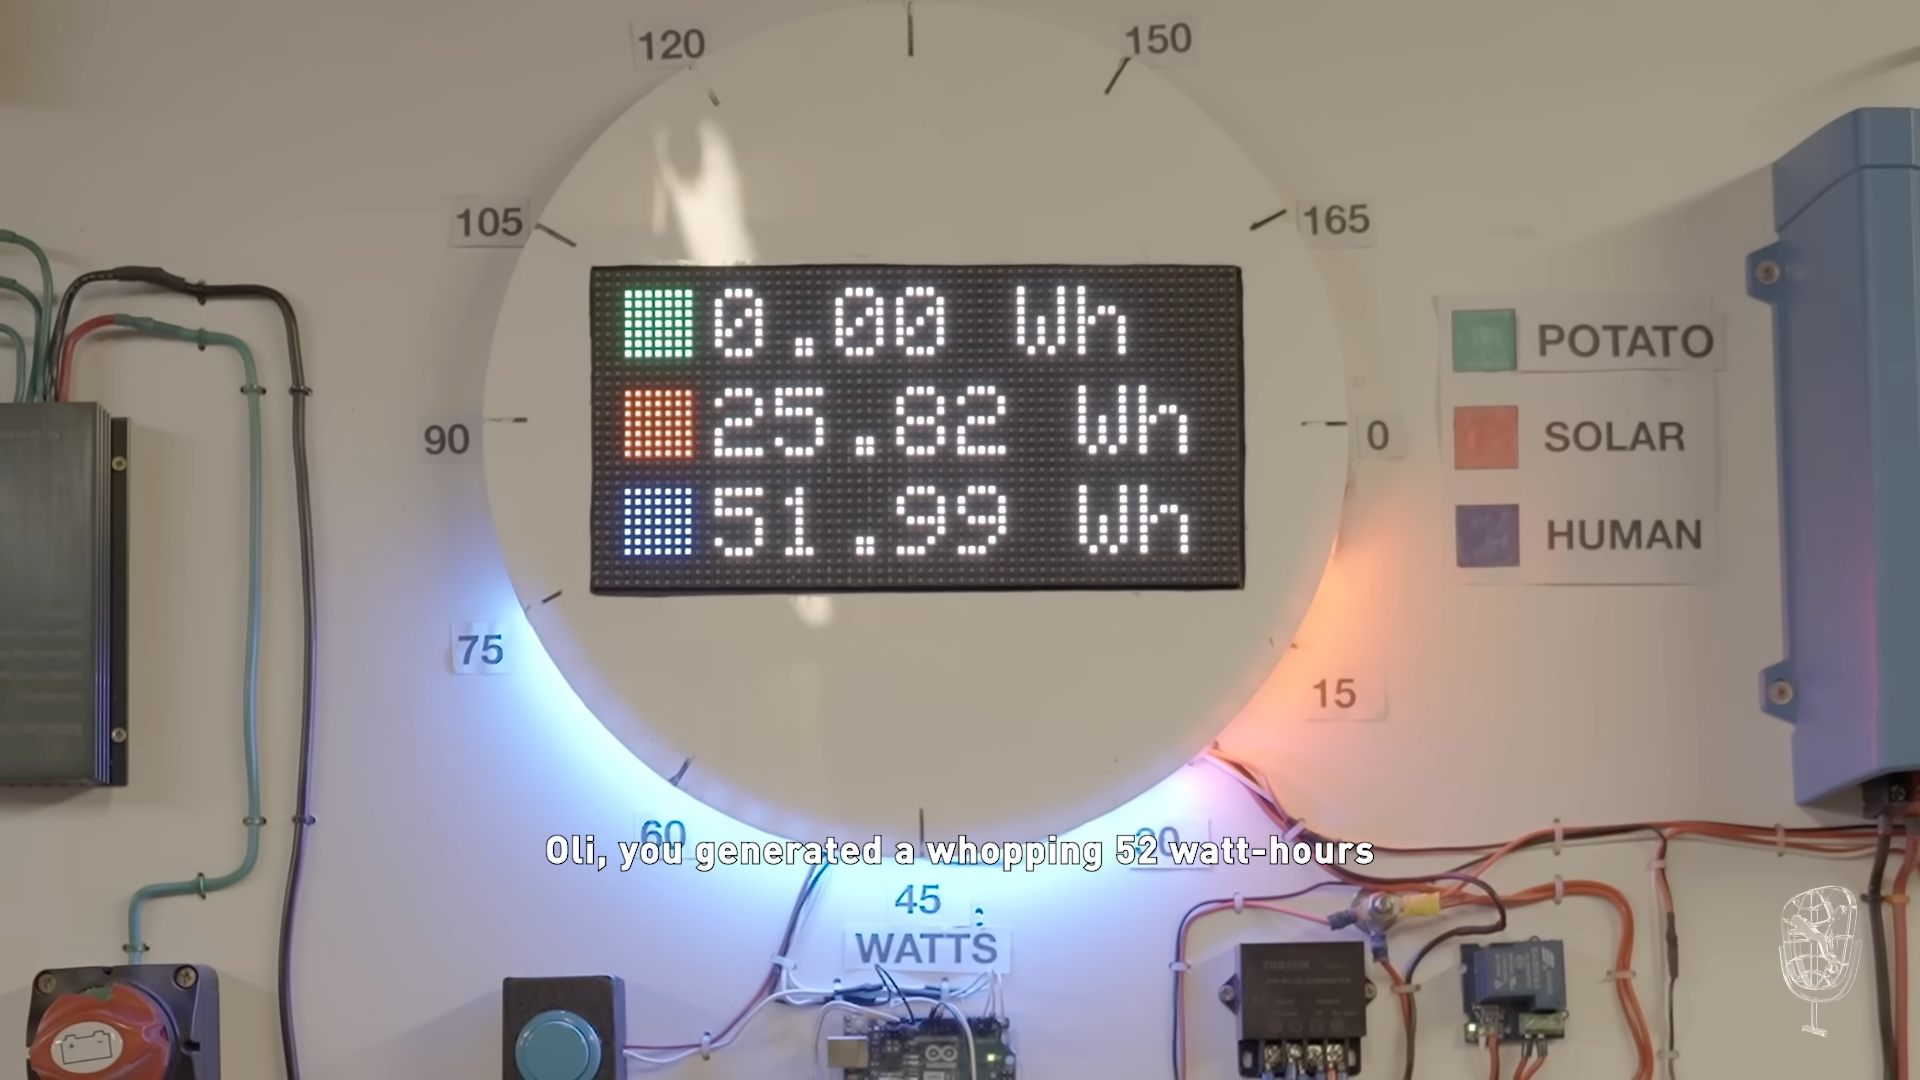 120
150
105
165
0.00 Wh
25.82 Wh
51.99 Wh
POTATO
SOLAR
HUMAN
90
0
75
15
60
30
Oli, you generated a whopping 52 watt-hours
45
WATTS